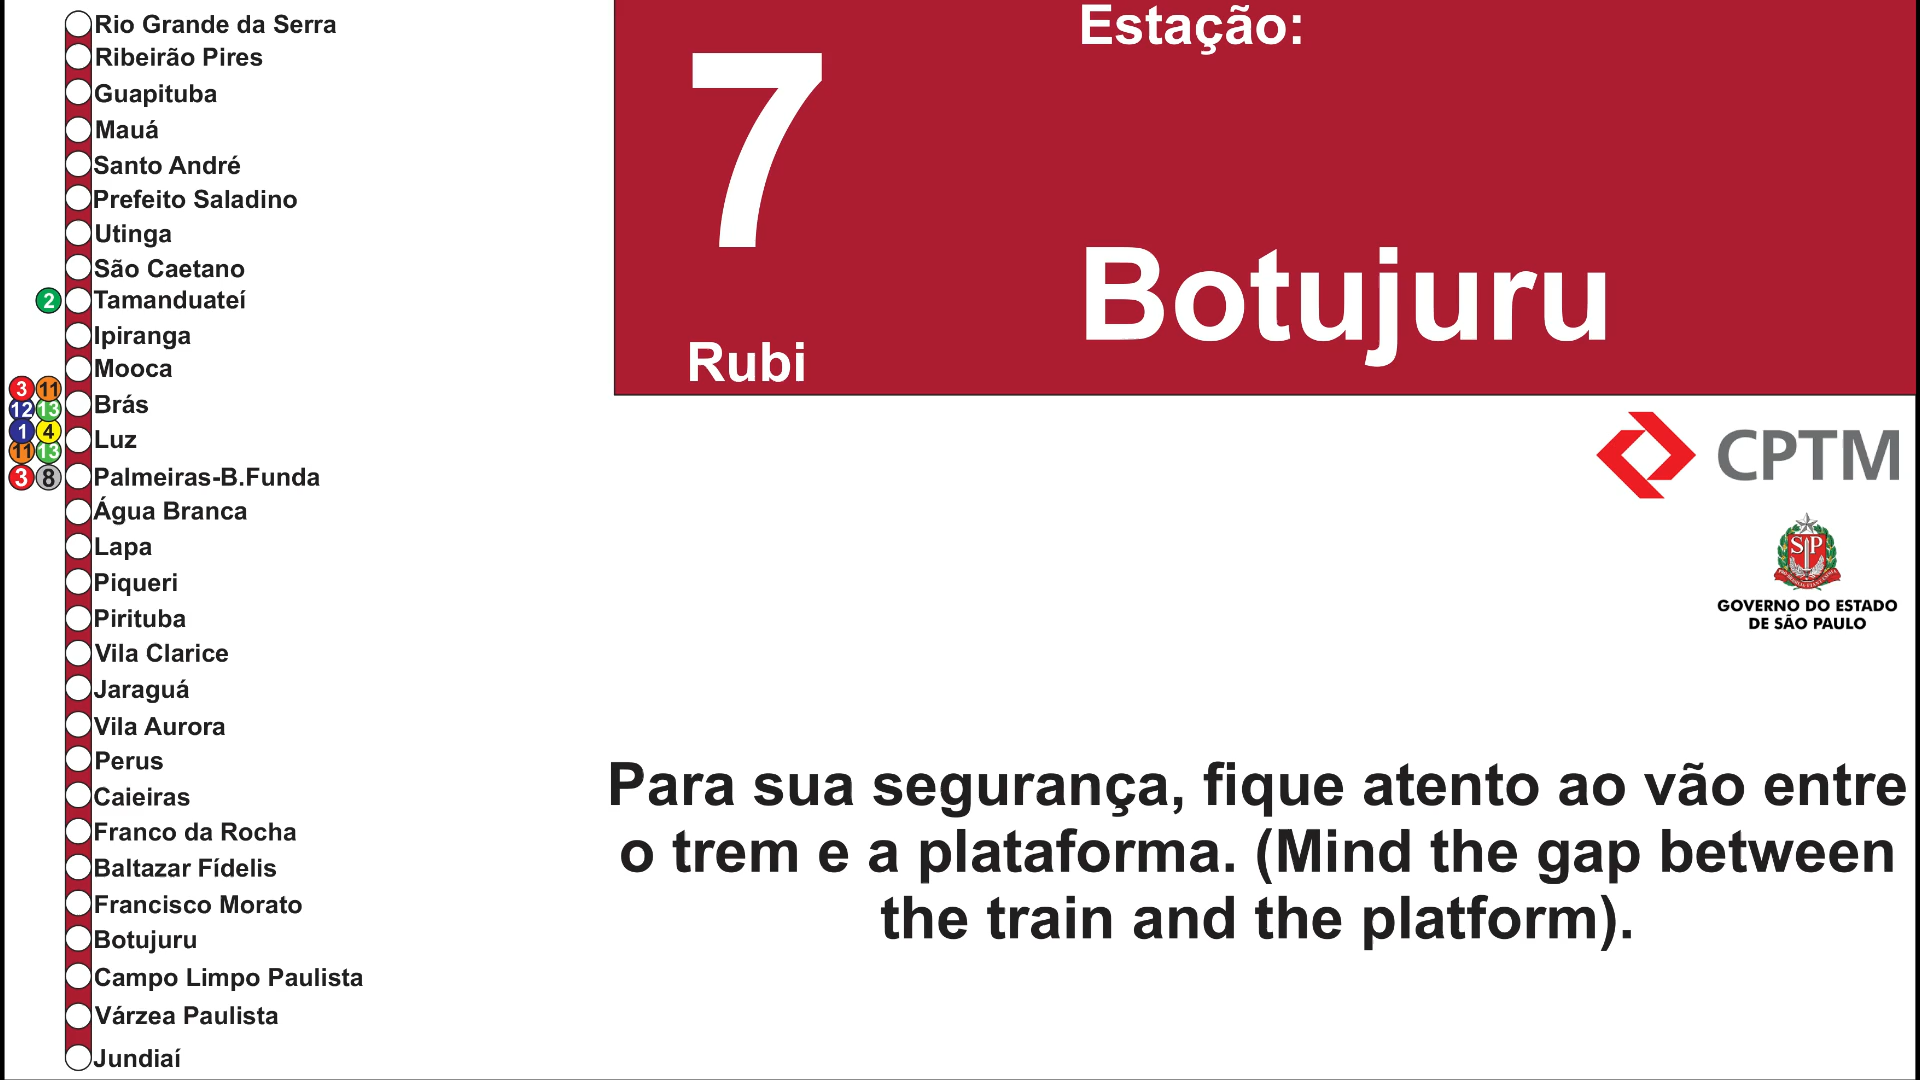 Rio Grande da Serra
Ribeirão Pires
Guapituba
Mauá
Santo André
Prefeito Saladino
Utinga
São Caetano
2 Tamanduateí
Ipiranga
Mooca
3 11
Brás
12 13
1 4
Luz
11 13
3 8 Palmeiras-B.Funda
Água Branca
Lapa
Piqueri
Pirituba
Vila Clarice
Jaraguá
Vila Aurora
Perus
Caieiras
Franco da Rocha
Baltazar Fídelis
Francisco Morato
Botujuru
Campo Limpo Paulista
Várzea Paulista
Jundiaí
7
Rubi
Estação:
Botujuru
CPTM
SP
GOVERNO DO ESTADO
DE SÃO PAULO
Para sua segurança, fique atento ao vão entre
o trem e a plataforma. (Mind the gap between
the train and the platform).